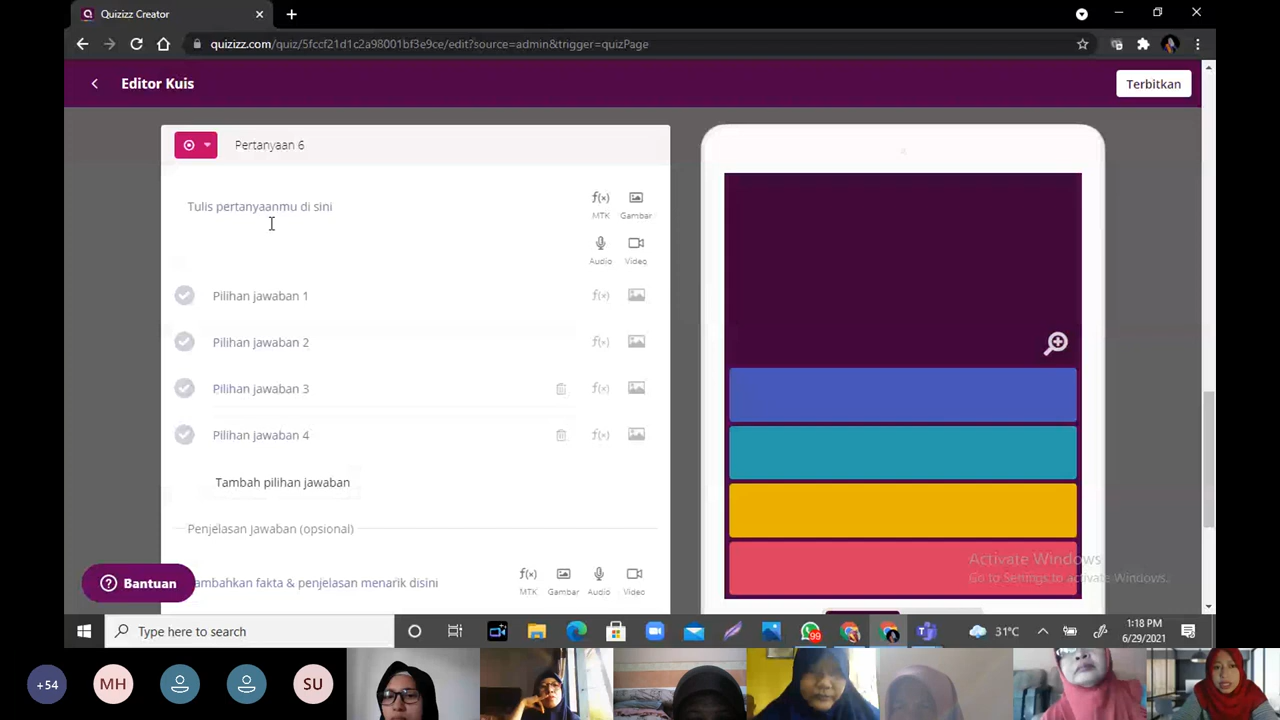 Quizizz Creator
quizizz.com/quiz/5fccf21d1c2a98001bf3e9ce/edit?source=admin&trigger=quizPage
Editor Kuis
Terbitkan
Pertanyaan 6
Tulis pertanyaanmu di sini
f(x)
MTK
Gambar
Audio
Video
Pilihan jawaban 1
f(x)
Pilihan jawaban 2
f(x)
Pilihan jawaban 3
f(x)
Pilihan jawaban 4
f(x)
Tambah pilihan jawaban
Penjelasan jawaban (opsional)
Bantuan
ambahkan fakta & penjelasan menarik disini
f(x)
MTK
Gambar
Audio
Video
Activate Windows
Go to Settings to activate Windows.
Type here to search
99
31°C
1:18 PM
6/29/2021
+54
MH
SU